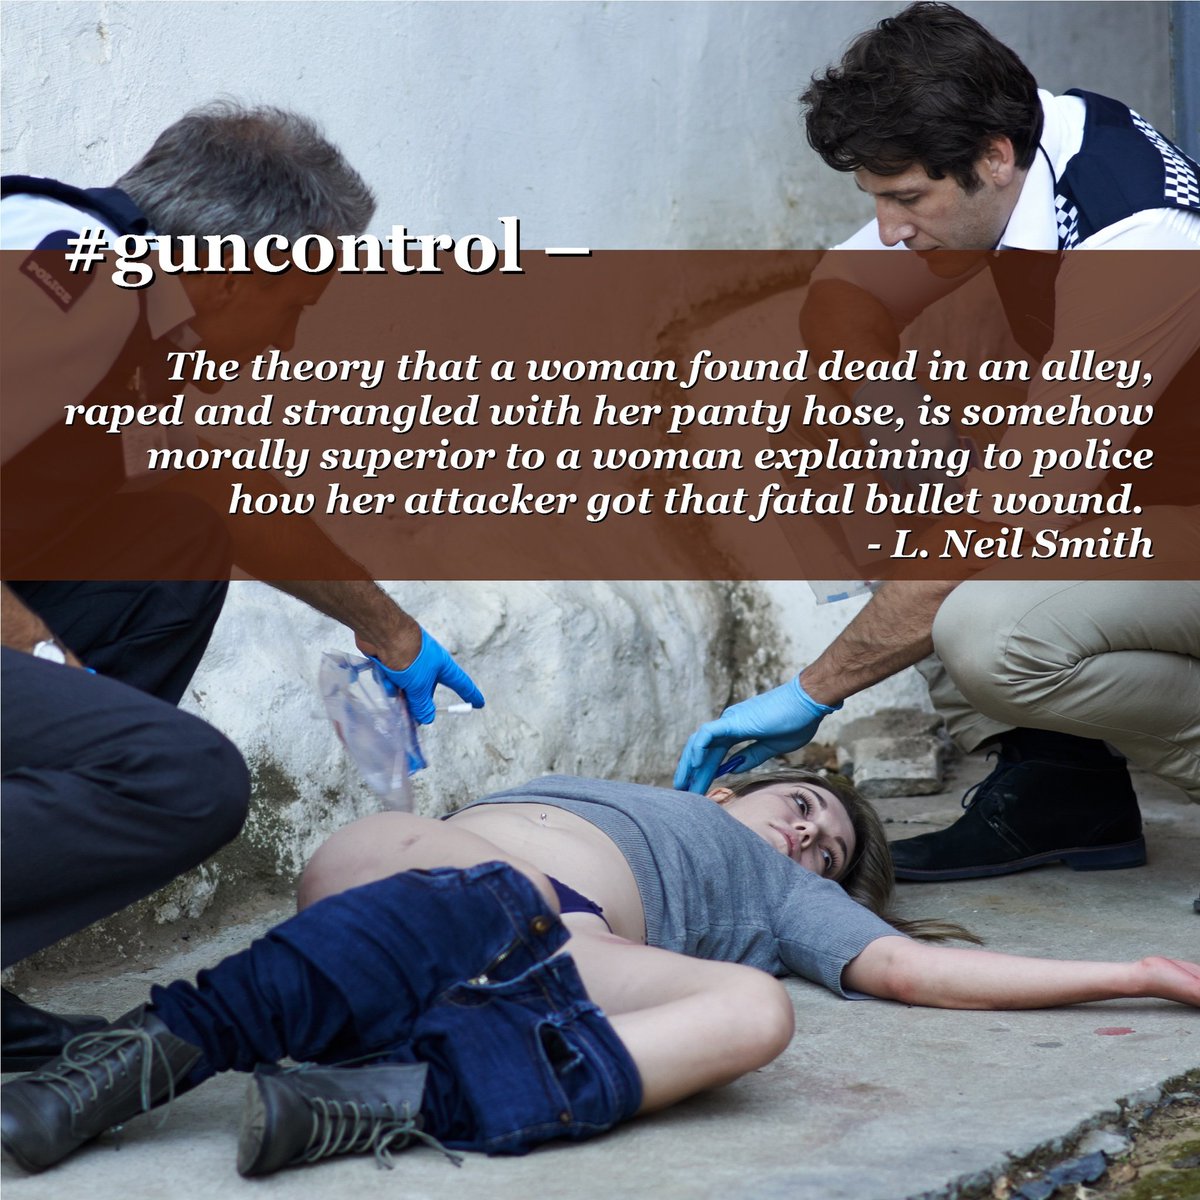 #guncontrol –
POLICE
The theory that a woman found dead in an alley,
raped and strangled with her panty hose, is somehow
morally superior to a woman explaining to police
how her attacker got that fatal bullet wound.
- L. Neil Smith